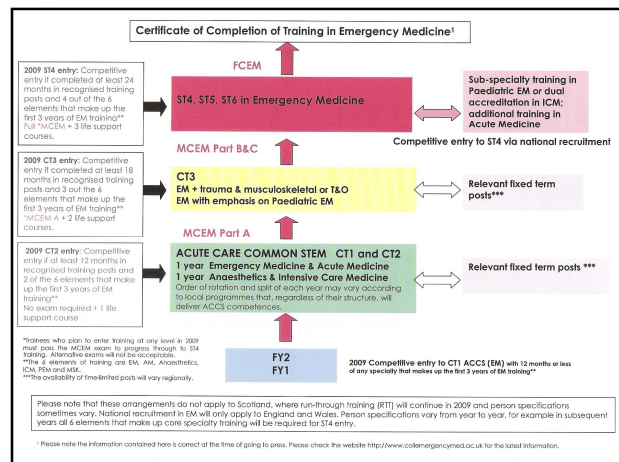 Certificate of Completion of Training in Emergency Medicine¹
FCEM
2009 ST4 entry: Competitive
entry if completed at least 24
months in recognised training
posts and 4 out of the 6
elements that make up the
first 3 years of EM training**
Full *MCEM + 3 life support
courses.
ST4, ST5, ST6 in Emergency Medicine
Sub-specialty training in
Paediatric EM or dual
accreditation in ICM;
additional training in
Acute Medicine
Competitive entry to ST4 via national recruitment
MCEM Part B&C
2009 CT3 entry: Competitive
entry if completed at least 18
months in recognised training
posts and 3 out the 6
elements that make up the
first 3 years of EM training**
*MCEM A + 2 life support
courses.
CT3
EM + trauma & musculoskeletal or T&O
EM with emphasis on Paediatric EM
Relevant fixed term
posts***
MCEM Part A
2009 CT2 entry: Competitive
entry if at least 12 months in
recognised training posts and
2 of the 6 elements that make
up the first 3 years of EM
training**
No exam required + 1 life
support course
ACUTE CARE COMMON STEM CT1 and CT2
1 year Emergency Medicine & Acute Medicine
1 year Anaesthetics & Intensive Care Medicine
Order of rotation and split of each year may vary according
to local programmes that, regardless of their structure, will
deliver ACCS competences.
Relevant fixed term posts ***
*Trainees who plan to enter training at any level in 2009
must pass the MCEM exam to progress through to ST4
training. Alternative exams will not be acceptable.
**The 6 elements of training are EM, AM, Anaesthetics,
ICM, PEM and MSK.
***The availability of time-limited posts will vary regionally.
FY2
FY1
2009 Competitive entry to CT1 ACCS (EM) with 12 months or less
of any specialty that makes up the first 3 years of EM training**
Please note that these arrangements do not apply to Scotland, where run-through training (RTT) will continue in 2009 and person specifications
sometimes vary. National recruitment in EM will only apply to England and Wales. Person specifications vary from year to year, for example in subsequent
years all 6 elements that make up core specialty training will be required for ST4 entry.
¹ Please note the information contained here is correct at the time of going to press. Please check the website http://www.collemergencymed.ac.uk for the latest information.